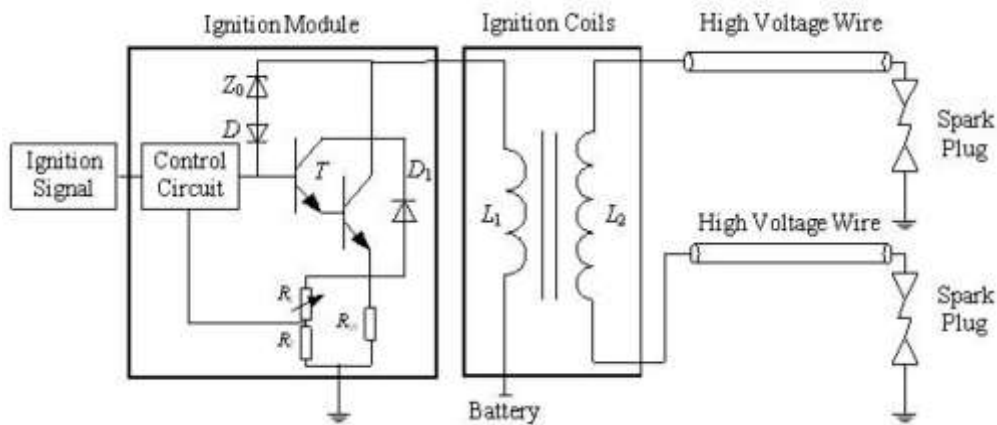 Ignition Module
Ignition Coils
High Voltage Wire
Z0
D
Ignition
Signal
Control
Circuit
T
D1
Spark
Plug
L1
L2
High Voltage Wire
R
R
R
Spark
Plug
Battery